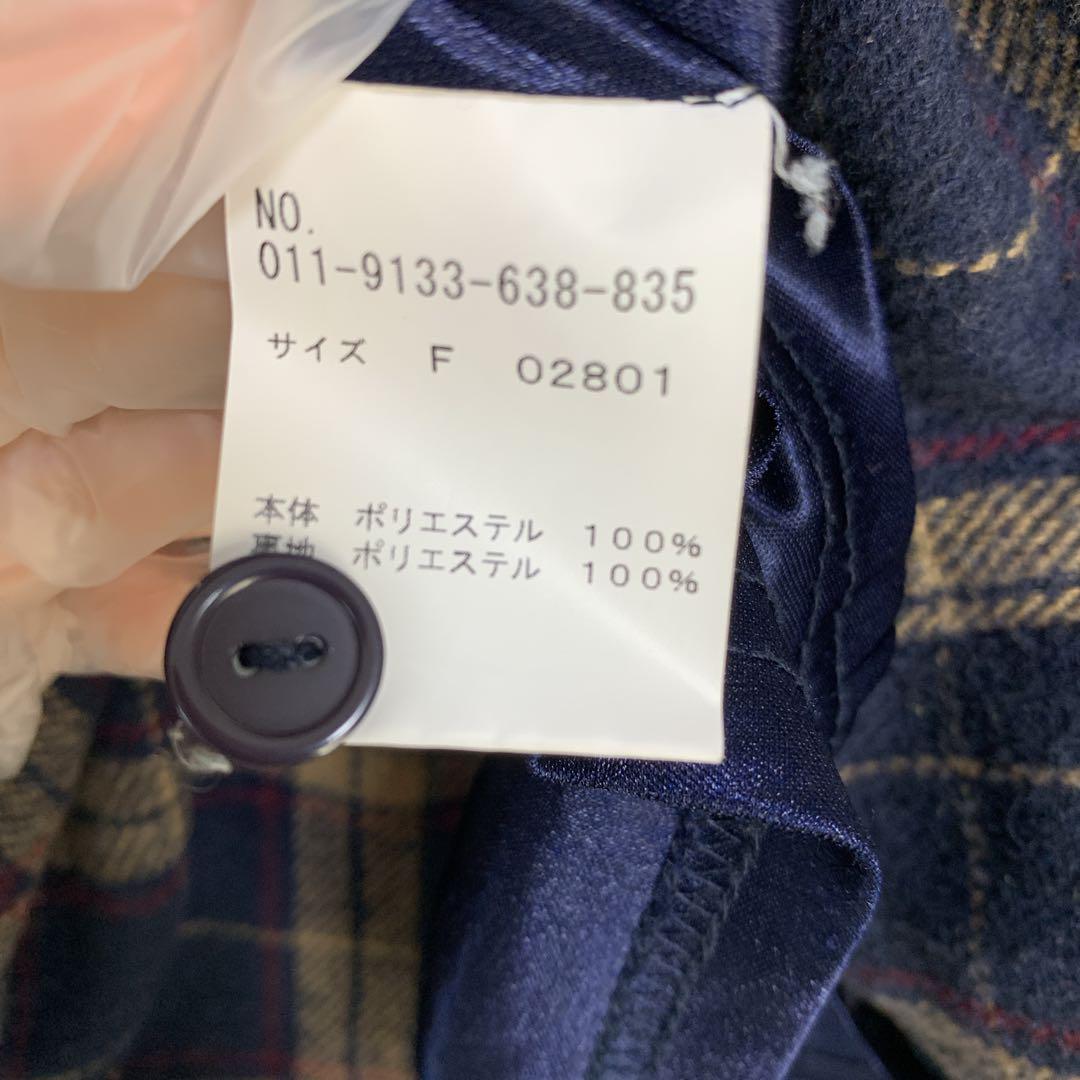 NO.
011-9133-638-835
サイズ F 02801
本体 ポリエステル 100%
裏地 ポリエステル 100%